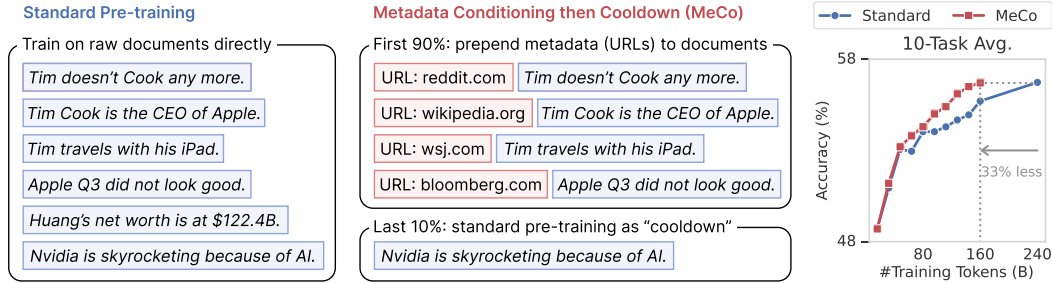 Standard Pre-training
Train on raw documents directly
Tim doesn’t Cook any more.
Tim Cook is the CEO of Apple.
Tim travels with his iPad.
Apple Q3 did not look good.
Huang’s net worth is at $122.4B.
Nvidia is skyrocketing because of AI.
Metadata Conditioning then Cooldown (MeCo)
First 90%: prepend metadata (URLs) to documents
URL: reddit.com Tim doesn’t Cook any more.
URL: wikipedia.org Tim Cook is the CEO of Apple.
URL: wsj.com Tim travels with his iPad.
URL: bloomberg.com Apple Q3 did not look good.
Last 10%: standard pre-training as “cooldown”
Nvidia is skyrocketing because of AI.
Standard MeCo
10-Task Avg.
58
Accuracy (%)
33% less
48
80 160 240
#Training Tokens (B)